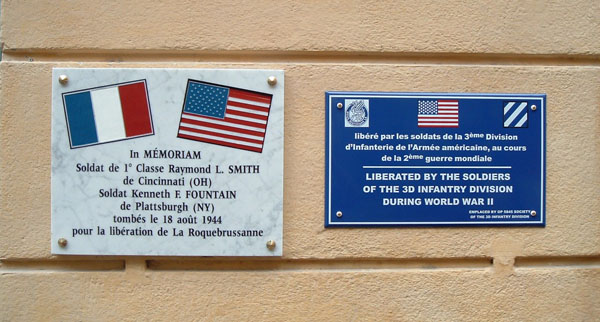 In MÉMORIAM
Soldat de 1° Classe Raymond L. SMITH
de Cincinnati (OH)
Soldat Kenneth F. FOUNTAIN
de Plattsburgh (NY)
tombés le 18 août 1944
pour la libération de La Roquebrussanne
libéré par les soldats de la 3ème Division
d'Infanterie de l'Armée américaine, au cours
de la 2ème guerre mondiale
LIBERATED BY THE SOLDIERS
OF THE 3D INFANTRY DIVISION
DURING WORLD WAR II
EMPLACED BY OP 5845 SOCIETY
OF THE 3D INFANTRY DIVISION